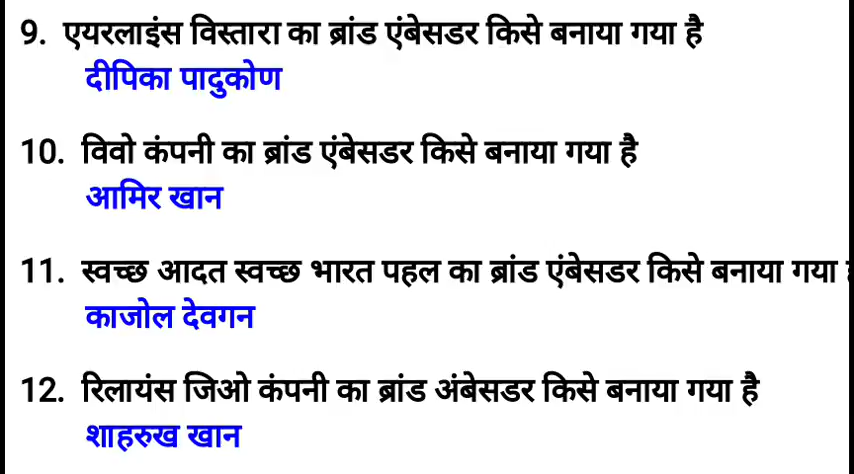 9. एयरलाइंस विस्तारा का ब्रांड एंबेसडर किसे बनाया गया है
दीपिका पादुकोण
10. विवो कंपनी का ब्रांड एंबेसडर किसे बनाया गया है
आमिर खान
11. स्वच्छ आदत स्वच्छ भारत पहल का ब्रांड एंबेसडर किसे बनाया गया
काजोल देवगन
12. रिलायंस जिओ कंपनी का ब्रांड अंबेसडर किसे बनाया गया है
शाहरुख खान